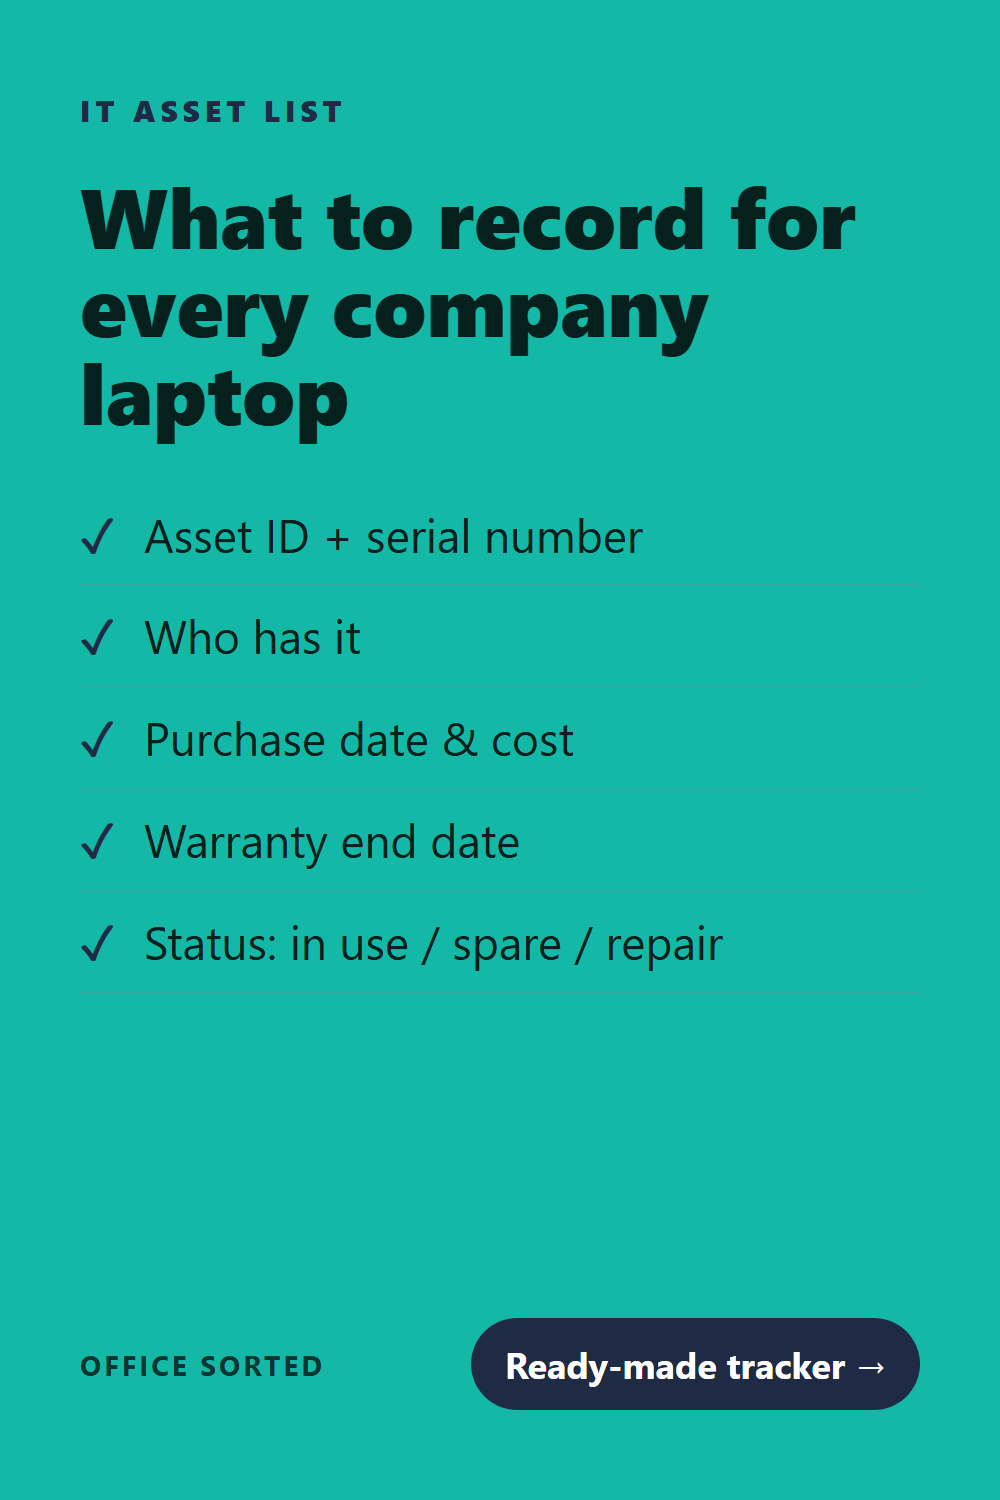 IT ASSET LIST
What to record for
every company
laptop
✓ Asset ID + serial number
✓ Who has it
✓ Purchase date & cost
✓ Warranty end date
✓ Status: in use / spare / repair
OFFICE SORTED
Ready-made tracker →